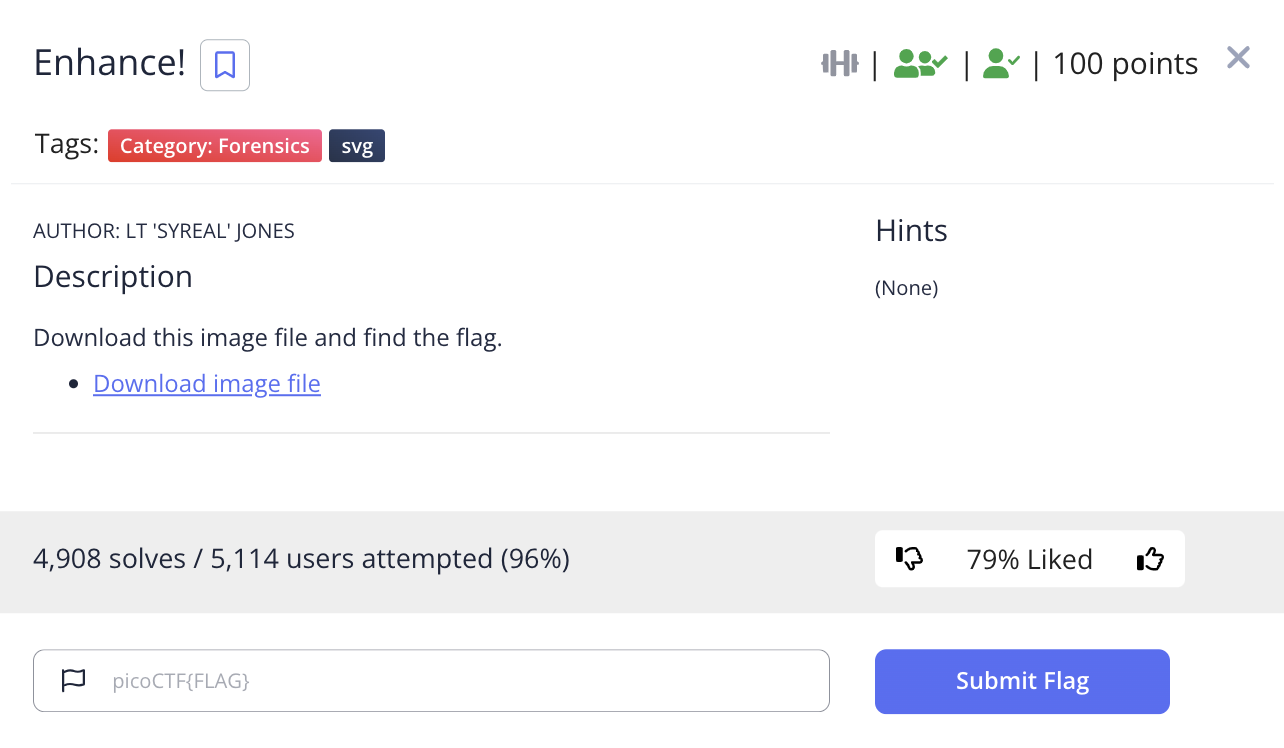 Enhance!
| | | 100 points
Tags: Category: Forensics svg
AUTHOR: LT 'SYREAL' JONES
Description
Download this image file and find the flag.
Download image file
Hints
(None)
4,908 solves / 5,114 users attempted (96%)
79% Liked
picoCTF{FLAG}
Submit Flag